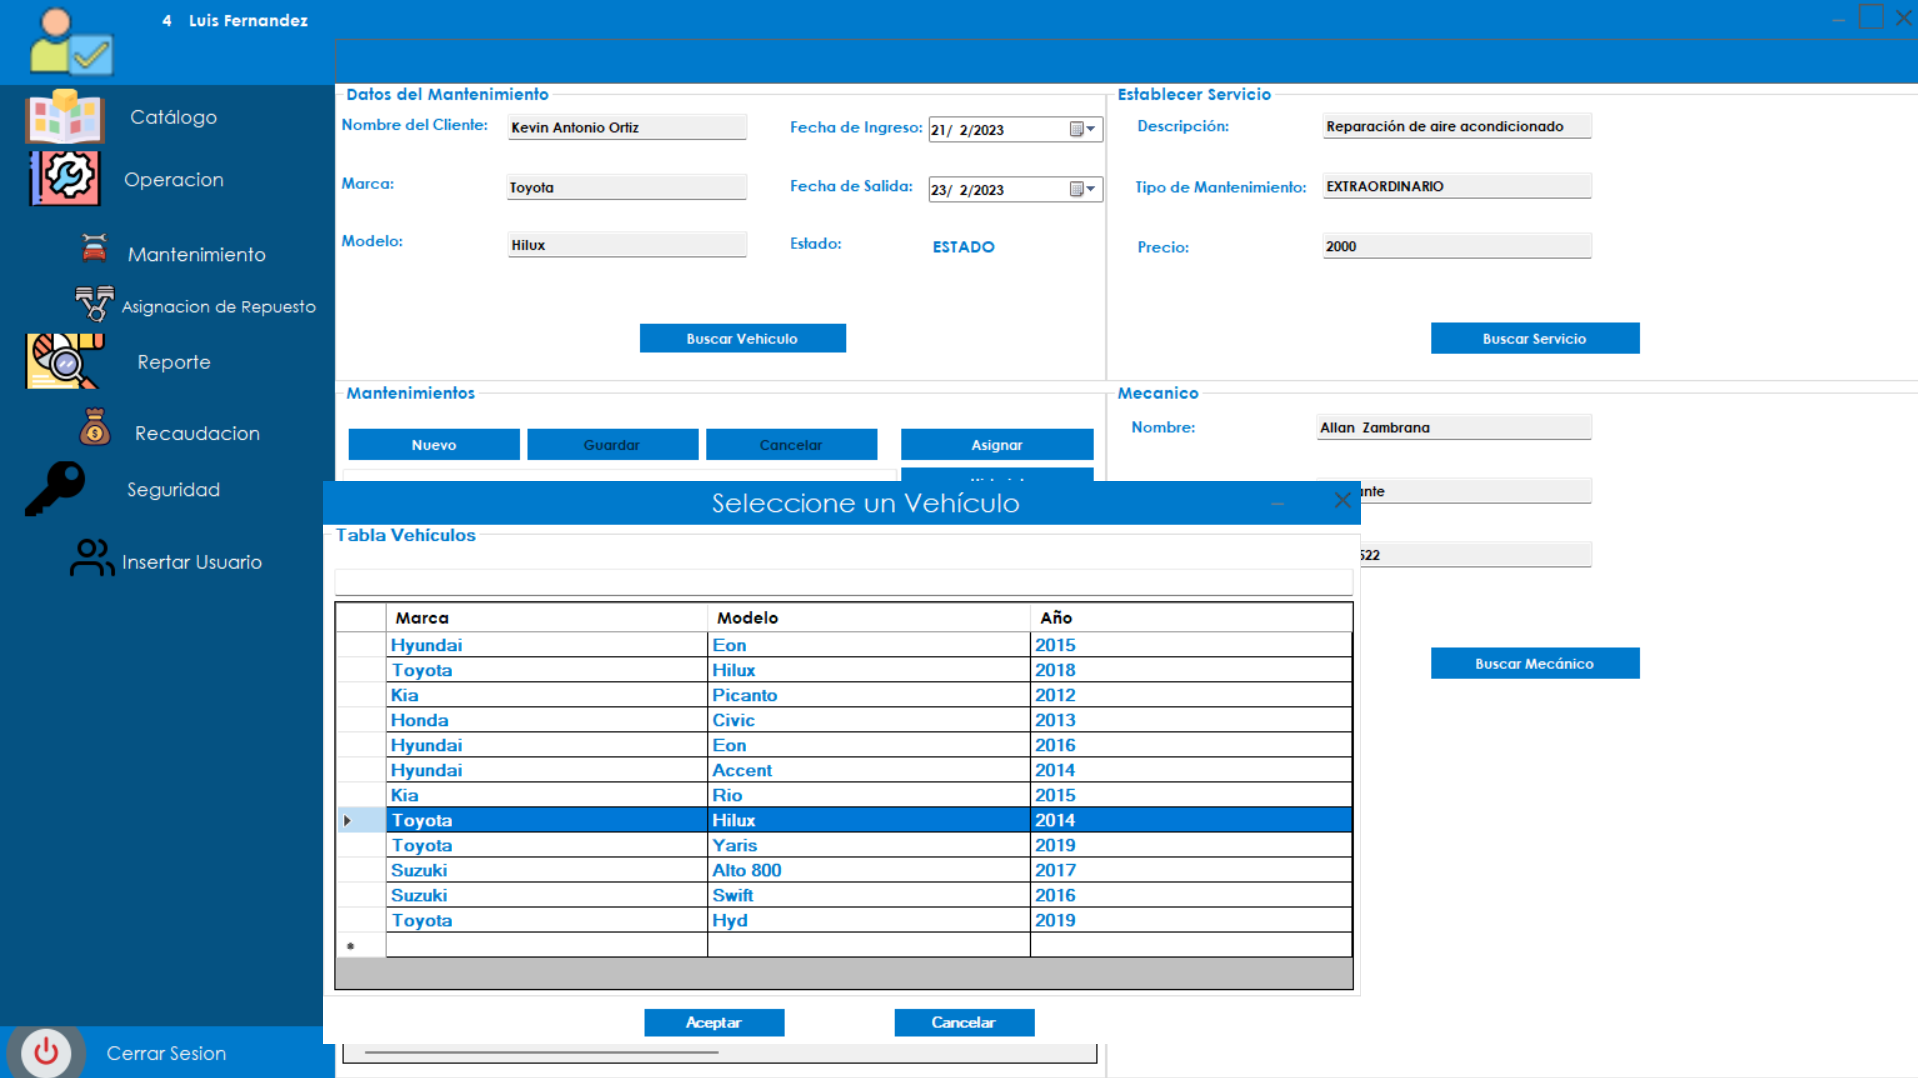 4 Luis Fernandez
Catálogo
Operacion
Mantenimiento
Asignacion de Repuesto
Reporte
Recaudacion
Seguridad
Insertar Usuario
Cerrar Sesion
Datos del Mantenimiento
Nombre del Cliente: Kevin Antonio Ortiz Fecha de Ingreso: 21/ 2/2023
Marca: Toyota Fecha de Salida: 23/ 2/2023
Modelo: Hilux Estado: ESTADO
Buscar Vehiculo
Establecer Servicio
Descripción: Reparación de aire acondicionado
Tipo de Mantenimiento: EXTRAORDINARIO
Precio: 2000
Buscar Servicio
Mantenimientos
Nuevo Guardar Cancelar Asignar
Mecanico
Nombre: Allan Zambrana
522
Buscar Mecánico
Seleccione un Vehículo
Tabla Vehículos
Marca Modelo Año
Hyundai Eon 2015
Toyota Hilux 2018
Kia Picanto 2012
Honda Civic 2013
Hyundai Eon 2016
Hyundai Accent 2014
Kia Rio 2015
Toyota Hilux 2014
Toyota Yaris 2019
Suzuki Alto 800 2017
Suzuki Swift 2016
Toyota Hyd 2019
Aceptar Cancelar